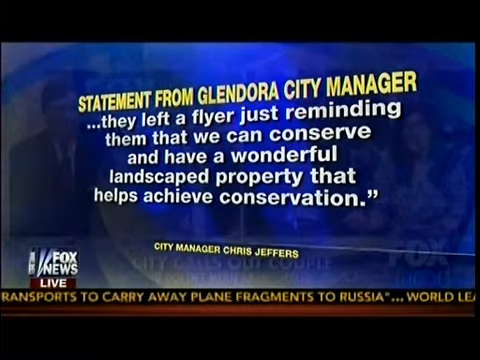 STATEMENT FROM GLENDORA CITY MANAGER
...they left a flyer just reminding
them that we can conserve
and have a wonderful
landscaped property that
helps achieve conservation.”
CITY MANAGER CHRIS JEFFERS
FOX
NEWS
LIVE
RANSPORTS TO CARRY AWAY PLANE FRAGMENTS TO RUSSIA”... WORLD LEA